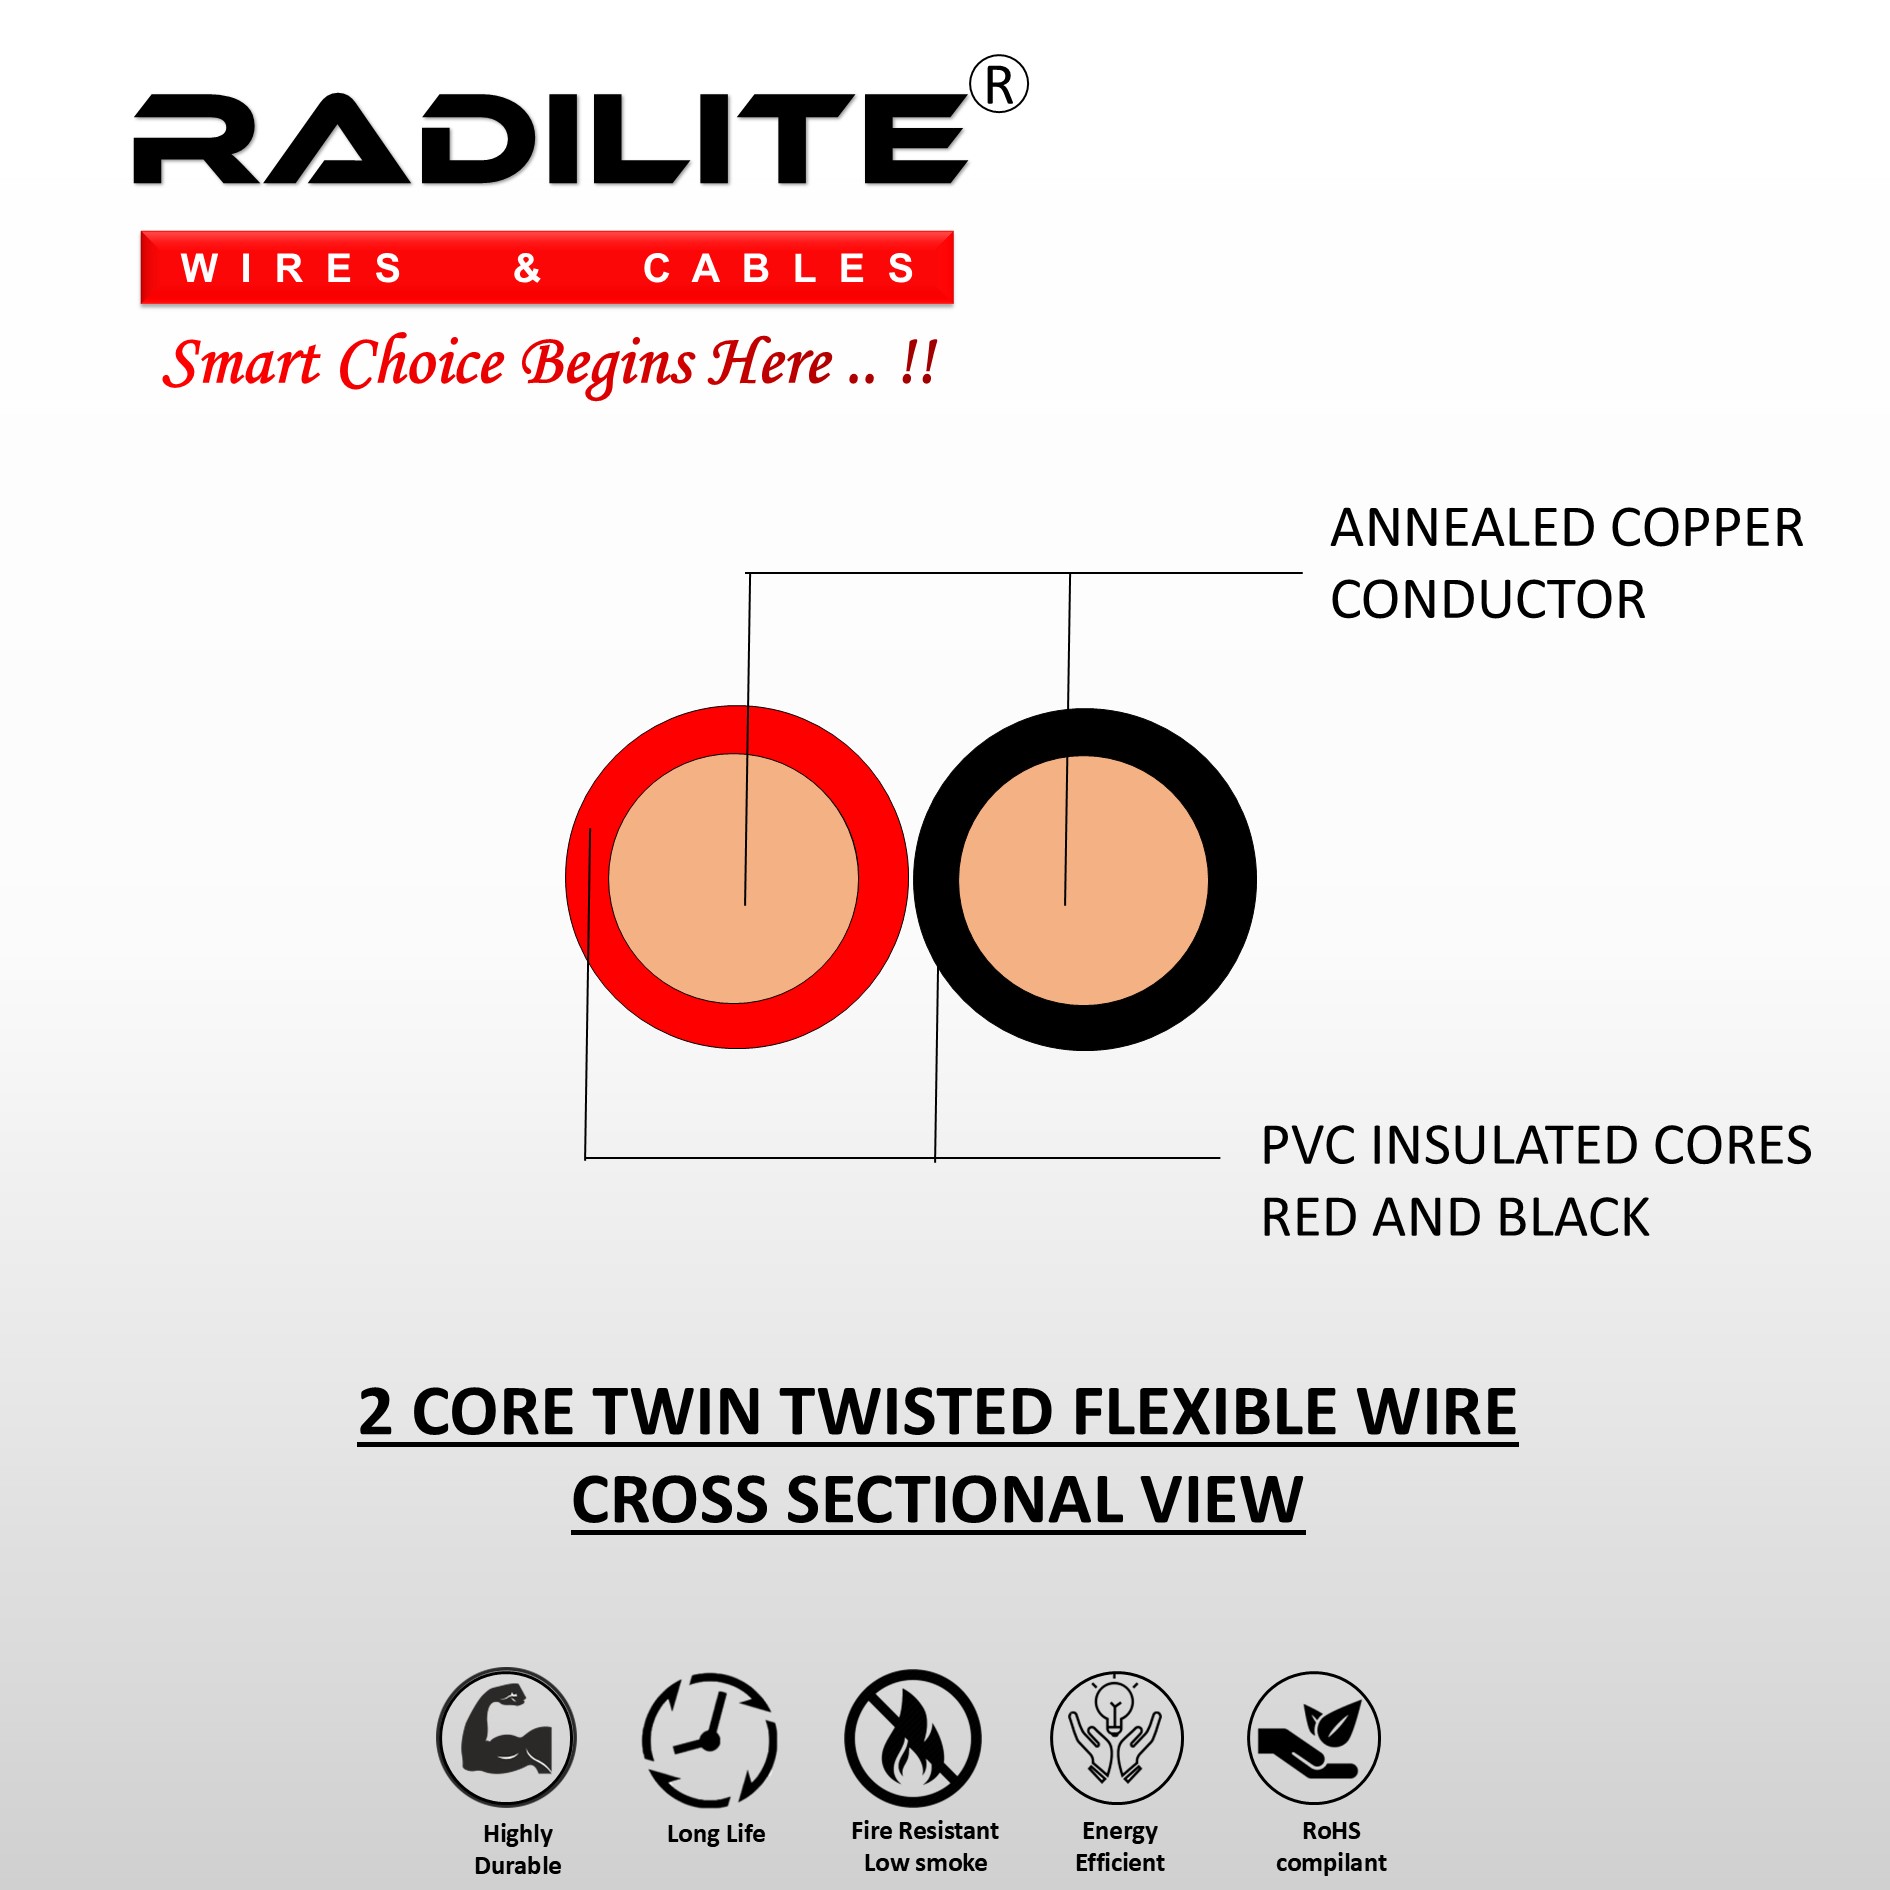 RADILITE®
WIRES & CABLES
Smart Choice Begins Here .. !!
ANNEALED COPPER
CONDUCTOR
PVC INSULATED CORES
RED AND BLACK
2 CORE TWIN TWISTED FLEXIBLE WIRE
CROSS SECTIONAL VIEW
Highly
Durable
Long Life
Fire Resistant
Low smoke
Energy
Efficient
RoHS
compilant